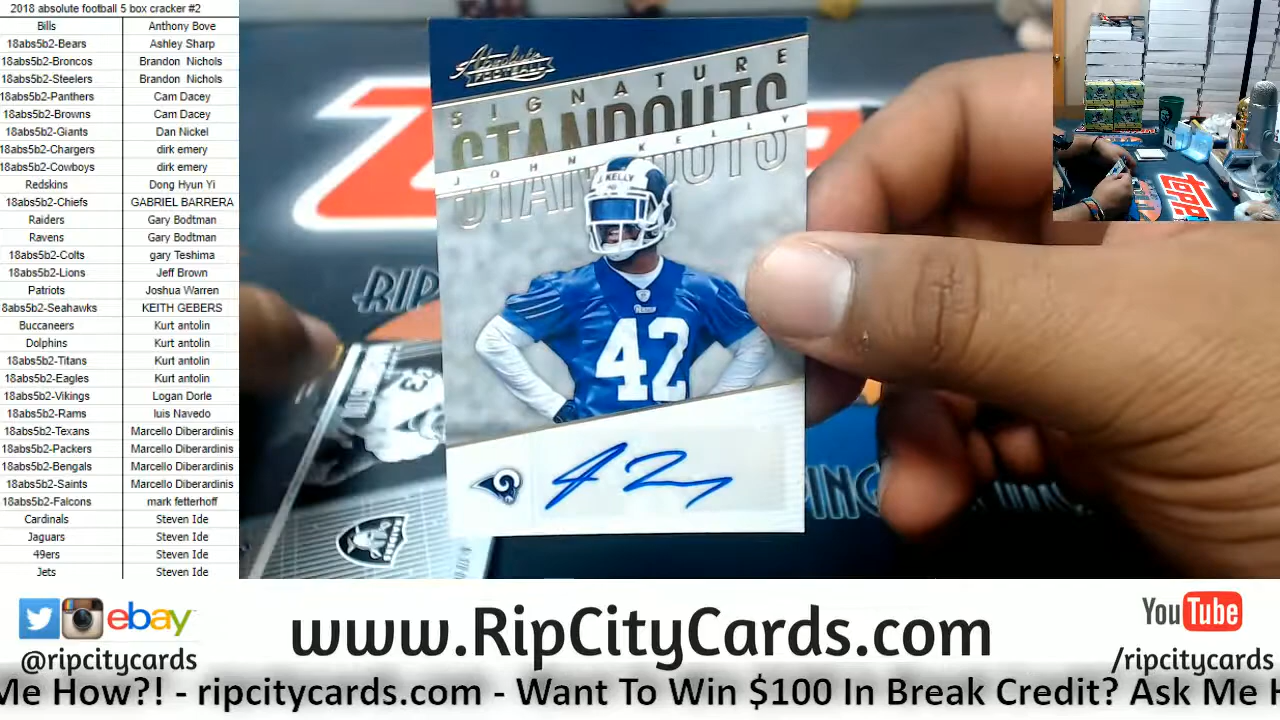 2018 absolute football 5 box cracker #2
Bills Anthony Bove
18abs5b2-Bears Ashley Sharp
18abs5b2-Broncos Brandon Nichols
18abs5b2-Steelers Brandon Nichols
18abs5b2-Panthers Cam Dacey
18abs5b2-Browns Cam Dacey
18abs5b2-Giants Dan Nickel
18abs5b2-Chargers dirk emery
18abs5b2-Cowboys dirk emery
Redskins Dong Hyun Yi
18abs5b2-Chiefs GABRIEL BARRERA
Raiders Gary Bodtman
Ravens Gary Bodtman
18abs5b2-Colts gary Teshima
18abs5b2-Lions Jeff Brown
Patriots Joshua Warren
8abs5b2-Seahawks KEITH GEBERS
Buccaneers Kurt antolin
Dolphins Kurt antolin
18abs5b2-Titans Kurt antolin
18abs5b2-Eagles Kurt antolin
18abs5b2-Vikings Logan Dorle
18abs5b2-Rams luis Navedo
18abs5b2-Texans Marcello Diberardinis
18abs5b2-Packers Marcello Diberardinis
18abs5b2-Bengals Marcello Diberardinis
18abs5b2-Saints Marcello Diberardinis
18abs5b2-Falcons mark fetterhoff
Cardinals Steven Ide
Jaguars Steven Ide
49ers Steven Ide
Jets Steven Ide
Absolute
FOOTBALL
SIGNATURE
STANDOUTS
JOHN KELLY
STANDOUTS
J.KELLY
42
RIP
RAIDERS
ebay
@ripcitycards
www.RipCityCards.com
YouTube
/ripcitycards
Me How?! - ripcitycards.com - Want To Win $100 In Break Credit? Ask Me H